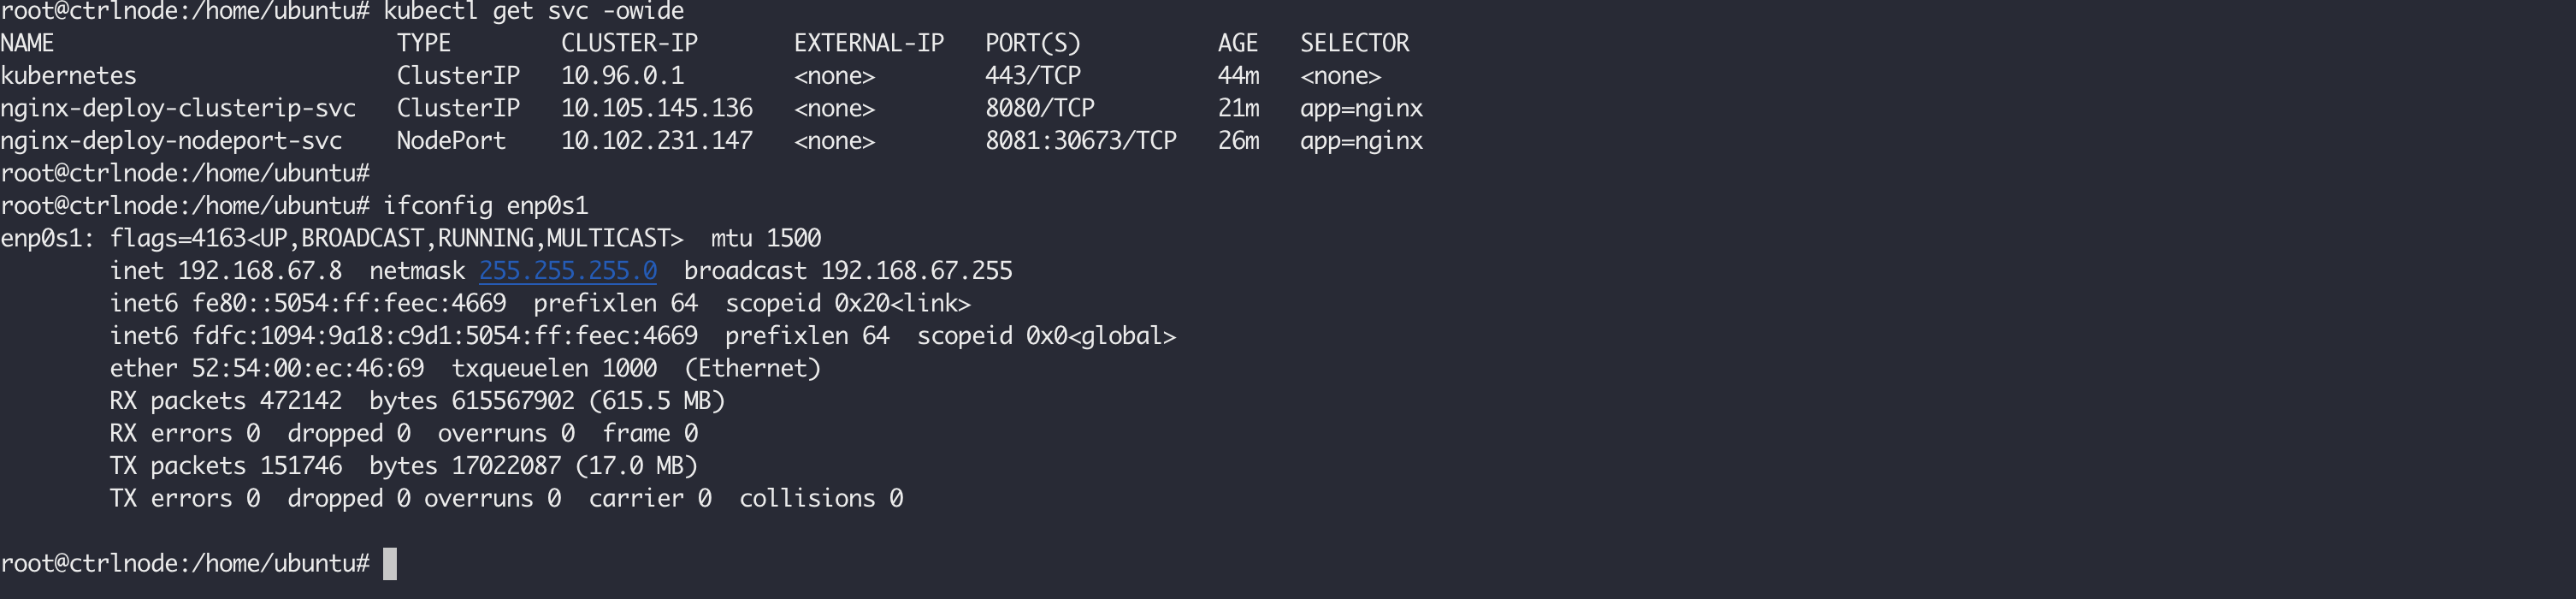 root@ctrlnode:/home/ubuntu# kubectl get svc -owide
NAME                         TYPE        CLUSTER-IP       EXTERNAL-IP   PORT(S)          AGE   SELECTOR
kubernetes                   ClusterIP   10.96.0.1        <none>        443/TCP          44m   <none>
nginx-deploy-clusterip-svc   ClusterIP   10.105.145.136   <none>        8080/TCP         21m   app=nginx
nginx-deploy-nodeport-svc    NodePort    10.102.231.147   <none>        8081:30673/TCP   26m   app=nginx
root@ctrlnode:/home/ubuntu#
root@ctrlnode:/home/ubuntu# ifconfig enp0s1
enp0s1: flags=4163<UP,BROADCAST,RUNNING,MULTICAST>  mtu 1500
        inet 192.168.67.8  netmask 255.255.255.0  broadcast 192.168.67.255
        inet6 fe80::5054:ff:feec:4669  prefixlen 64  scopeid 0x20<link>
        inet6 fdfc:1094:9a18:c9d1:5054:ff:feec:4669  prefixlen 64  scopeid 0x0<global>
        ether 52:54:00:ec:46:69  txqueuelen 1000  (Ethernet)
        RX packets 472142  bytes 615567902 (615.5 MB)
        RX errors 0  dropped 0  overruns 0  frame 0
        TX packets 151746  bytes 17022087 (17.0 MB)
        TX errors 0  dropped 0 overruns 0  carrier 0  collisions 0
root@ctrlnode:/home/ubuntu#